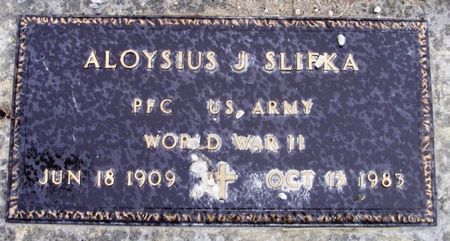 ALOYSIUS J SLIFKA
PFC US ARMY
WORLD WAR II
JUN 18 1909 OCT 13 1983